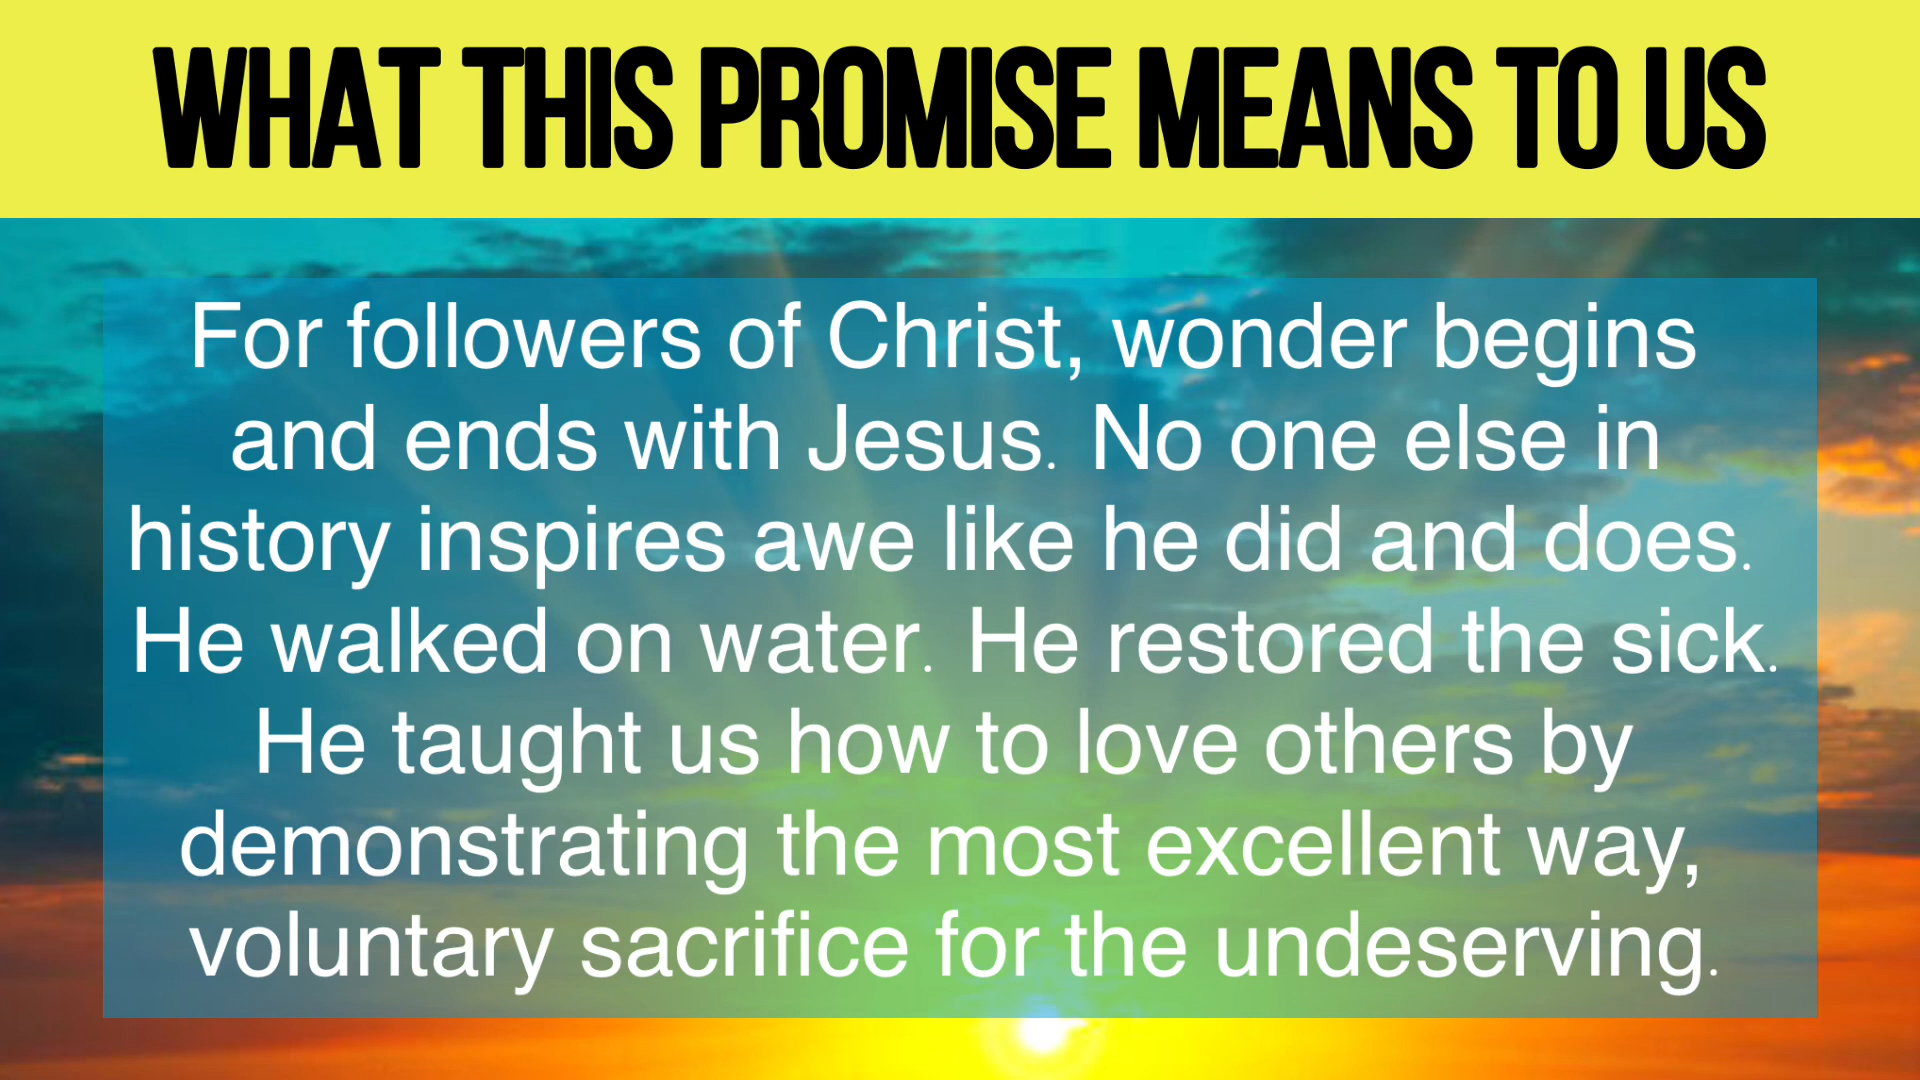 WHAT THIS PROMISE MEANS TO US
For followers of Christ, wonder begins
and ends with Jesus. No one else in
history inspires awe like he did and does.
He walked on water. He restored the sick.
He taught us how to love others by
demonstrating the most excellent way,
voluntary sacrifice for the undeserving.